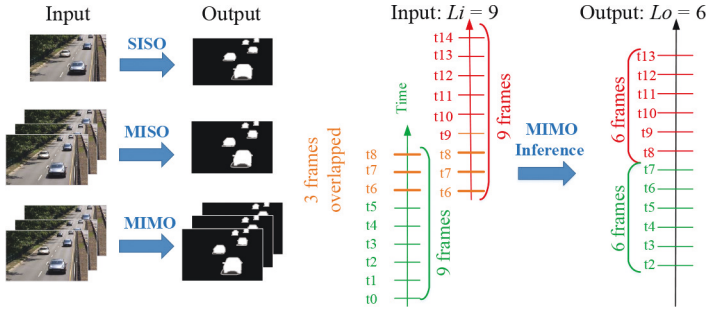 Input
Output
SISO
MISO
MIMO
Input: Li = 9
Output: Lo = 6
3 frames
overlapped
Time
t8
t7
t6
t5
t4
t3
t2
t1
t0
9 frames
t14
t13
t12
t11
t10
t9
t8
t7
t6
9 frames
MIMO
Inference
6 frames
6 frames
t13
t12
t11
t10
t9
t8
t7
t6
t5
t4
t3
t2